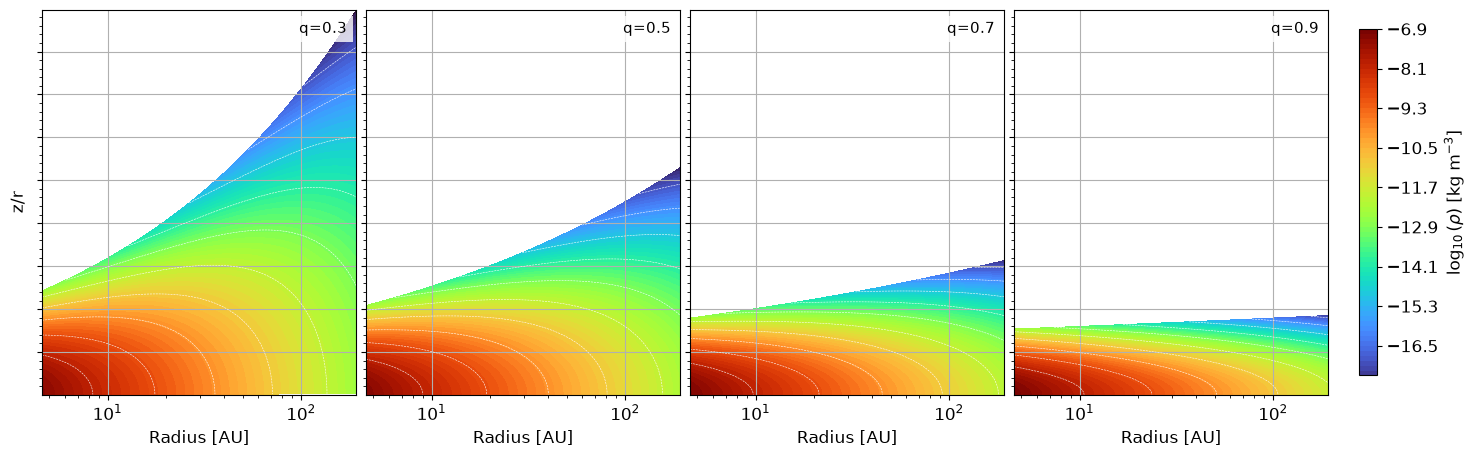 q=0.3
q=0.5
q=0.7
q=0.9
z/r
10¹ 10²
10¹ 10²
10¹ 10²
10¹ 10²
Radius [AU]
Radius [AU]
Radius [AU]
Radius [AU]
−6.9
−8.1
−9.3
−10.5
−11.7
−12.9
−14.1
−15.3
−16.5
log₁₀(ρ) [kg m⁻³]